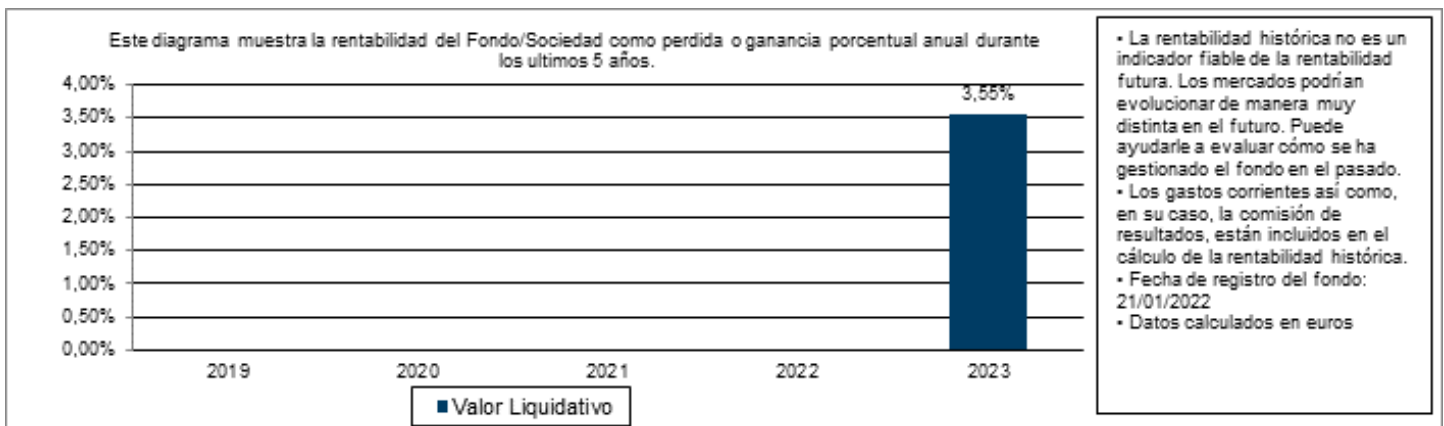 Este diagrama muestra la rentabilidad del Fondo/Sociedad como perdida o ganancia porcentual anual durante
los ultimos 5 años.
4,00%
3,50%
3,00%
2,50%
2,00%
1,50%
1,00%
0,50%
0,00%
3,55%
2019
2020
2021
2022
2023
Valor Liquidativo
▪ La rentabilidad histórica no es un
indicador fiable de la rentabilidad
futura. Los mercados podrían
evolucionar de manera muy
distinta en el futuro. Puede
ayudarle a evaluar cómo se ha
gestionado el fondo en el pasado.
▪ Los gastos corrientes así como,
en su caso, la comisión de
resultados, están incluidos en el
cálculo de la rentabilidad histórica.
▪ Fecha de registro del fondo:
21/01/2022
▪ Datos calculados en euros